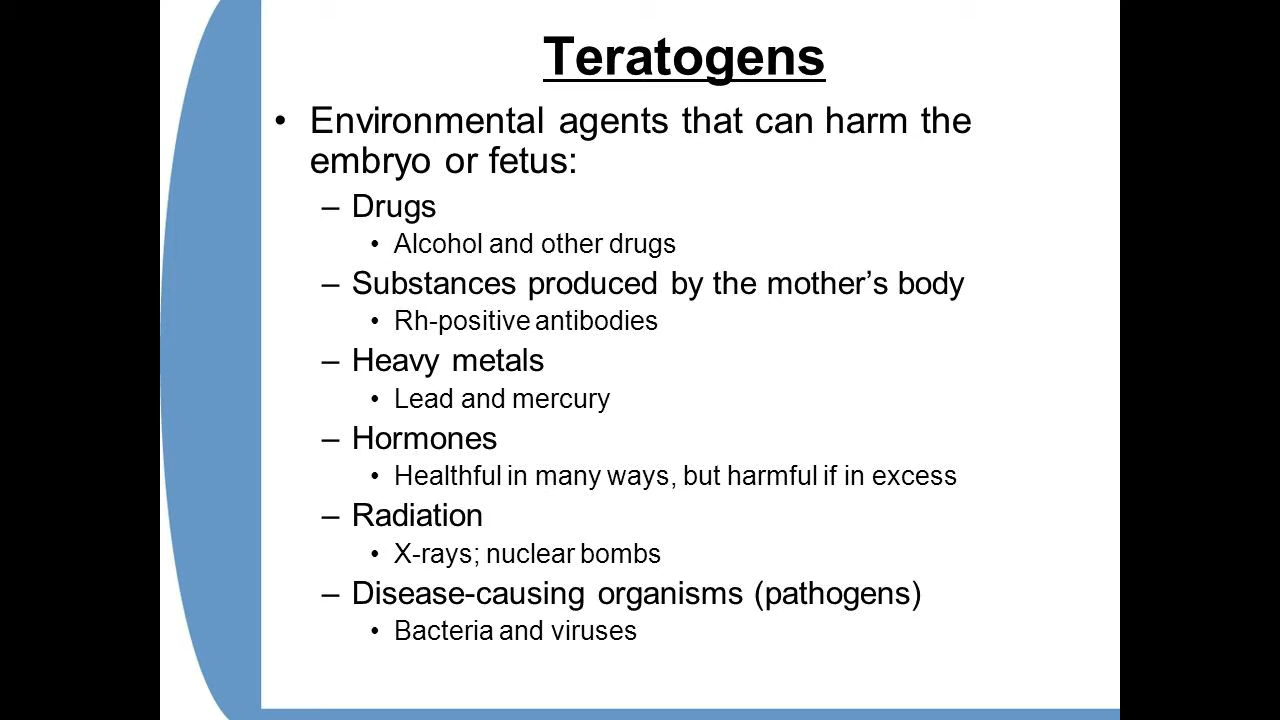 Teratogens
• Environmental agents that can harm the
embryo or fetus:
– Drugs
• Alcohol and other drugs
– Substances produced by the mother’s body
• Rh-positive antibodies
– Heavy metals
• Lead and mercury
– Hormones
• Healthful in many ways, but harmful if in excess
– Radiation
• X-rays; nuclear bombs
– Disease-causing organisms (pathogens)
• Bacteria and viruses